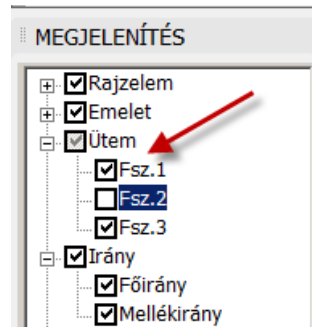 MEGJELENÍTÉS
Rajzelem
Emelet
Ütem
Fsz.1
Fsz.2
Fsz.3
Irány
Főirány
Mellékirány